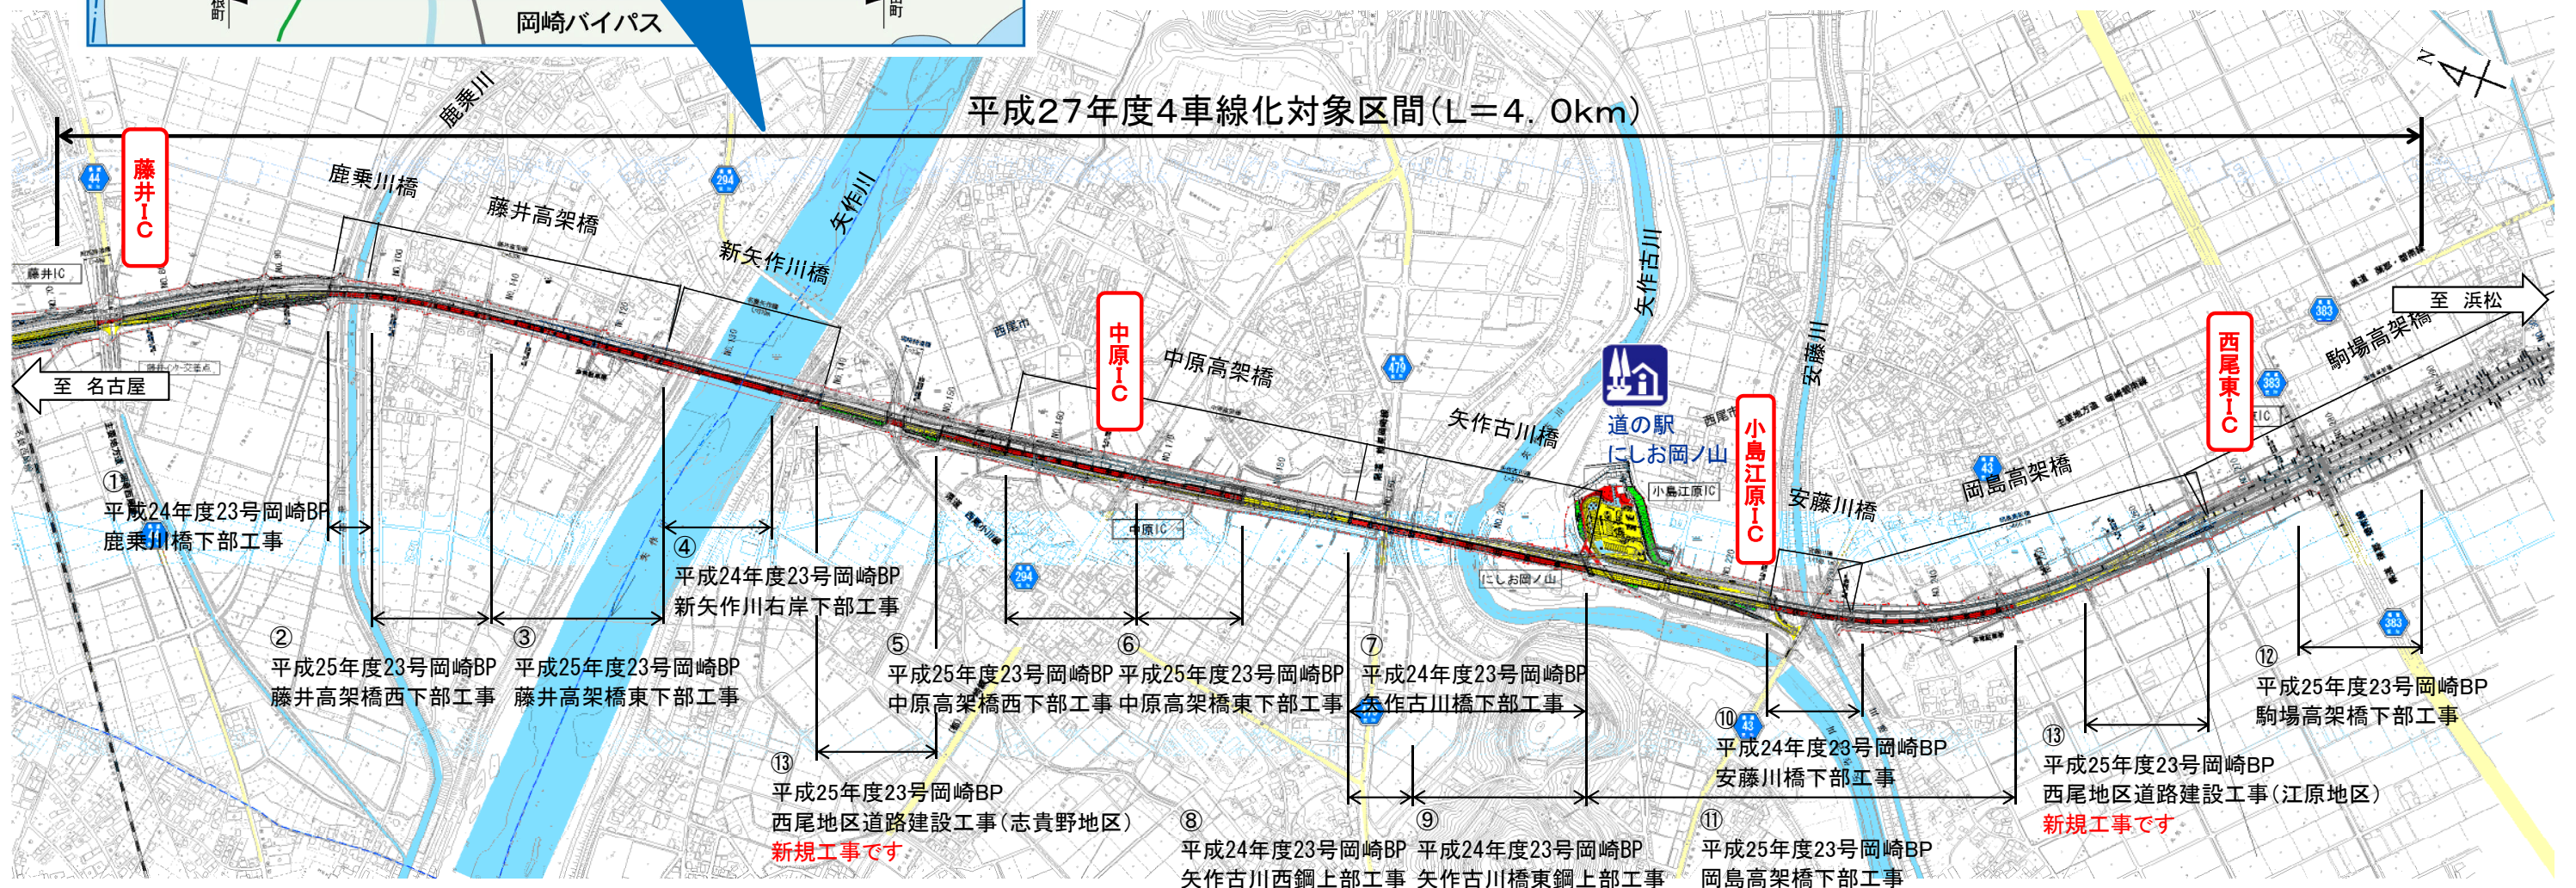 岡崎バイパス
平成27年度4車線化対象区間(L=4.0km)
鹿乗川
藤井IC
鹿乗川橋
藤井高架橋
新矢作川橋
矢作川
中原IC
中原高架橋
矢作古川橋
矢作古川
道の駅
にしお岡ノ山
小島江原IC
安藤川
安藤川橋
岡島高架橋
西尾東IC
駒場高架橋
至 浜松
至 名古屋
藤井IC
中原IC
小島江原IC
にしお岡ノ山
西尾市
44
294
479
383
383
43
294
43
383
N
①
平成24年度23号岡崎BP
鹿乗川橋下部工事
②
平成25年度23号岡崎BP
藤井高架橋西下部工事
③
平成25年度23号岡崎BP
藤井高架橋東下部工事
④
平成24年度23号岡崎BP
新矢作川右岸下部工事
⑤
平成25年度23号岡崎BP
中原高架橋西下部工事
⑥
平成25年度23号岡崎BP
中原高架橋東下部工事
⑦
平成24年度23号岡崎BP
矢作古川橋下部工事
⑧
平成24年度23号岡崎BP
矢作古川西鋼上部工事
⑨
平成24年度23号岡崎BP
矢作古川橋東鋼上部工事
⑩
平成24年度23号岡崎BP
安藤川橋下部工事
⑪
平成25年度23号岡崎BP
岡島高架橋下部工事
⑫
平成25年度23号岡崎BP
駒場高架橋下部工事
⑬
平成25年度23号岡崎BP
西尾地区道路建設工事(志貴野地区)
新規工事です
⑬
平成25年度23号岡崎BP
西尾地区道路建設工事(江原地区)
新規工事です